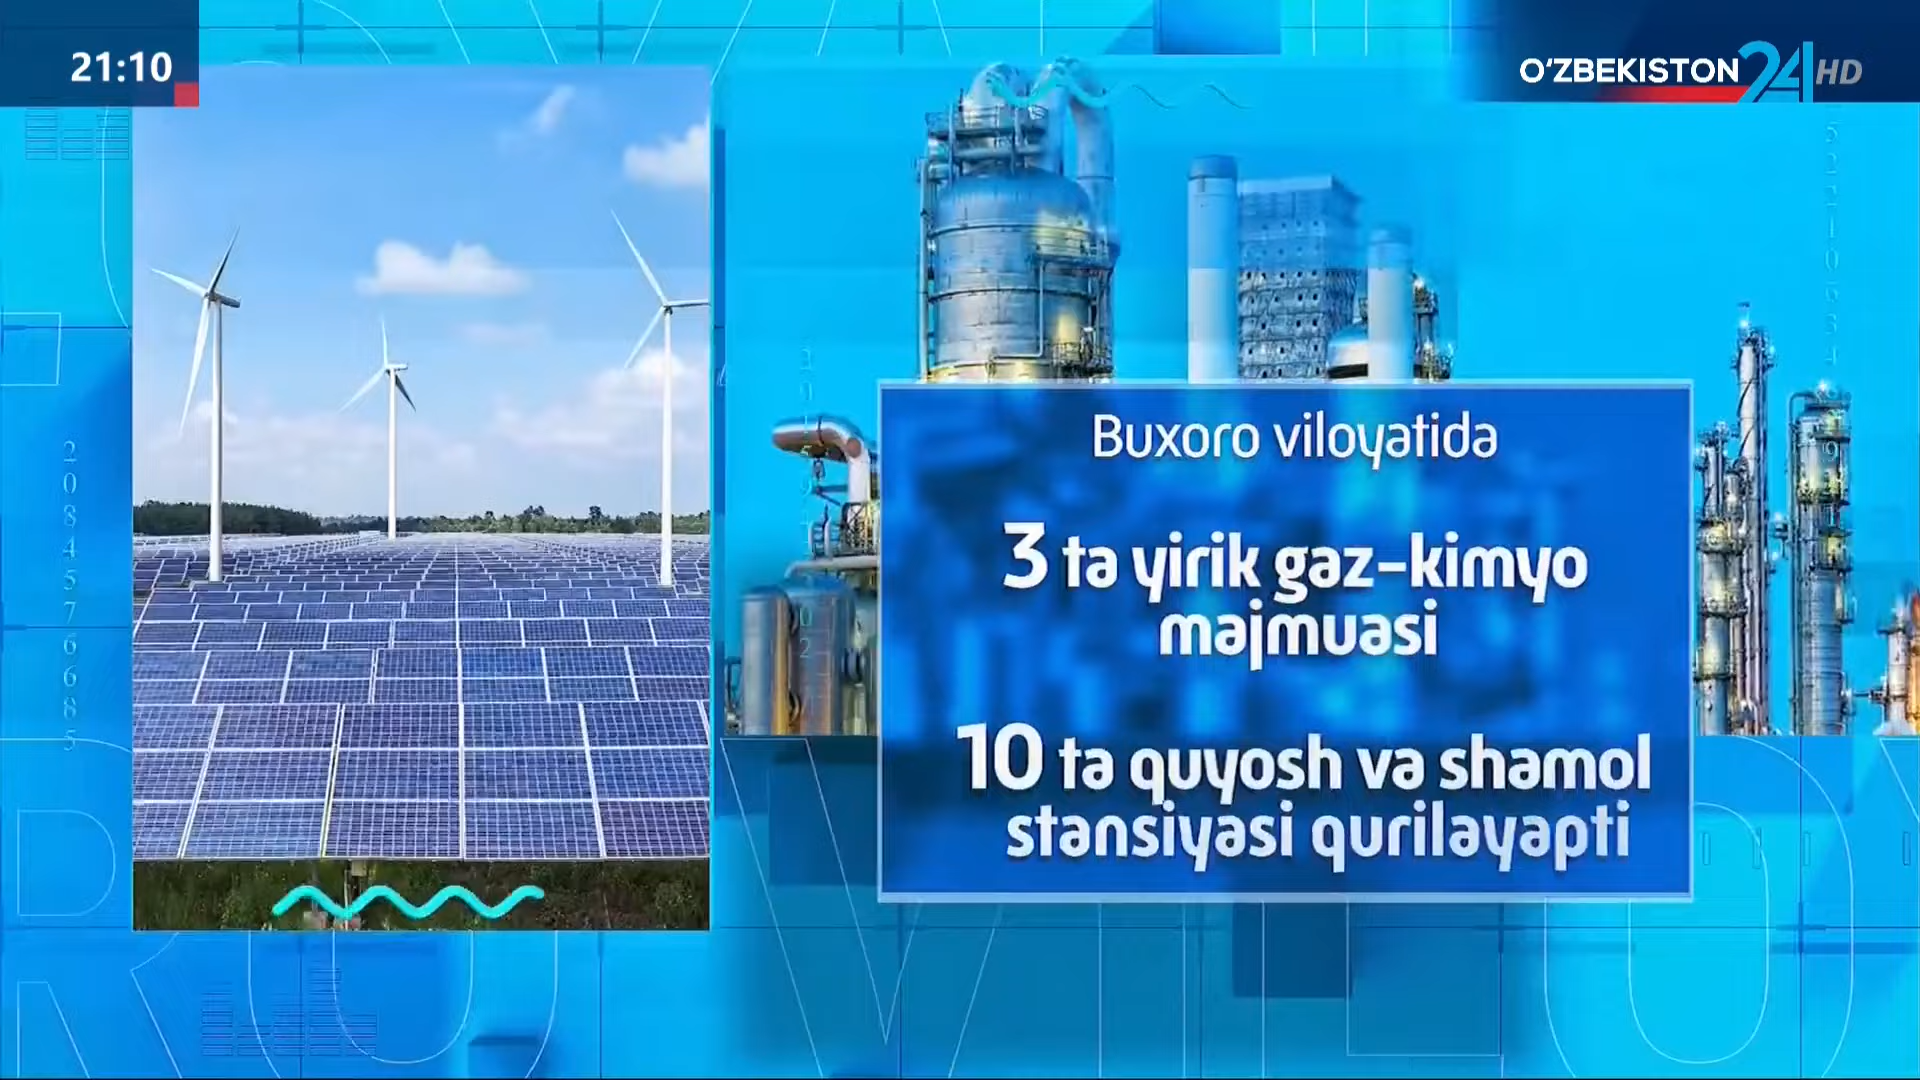 21:10
O‘ZBEKISTON 24 HD
Buxoro viloyatida
3 ta yirik gaz-kimyo
majmuasi
10 ta quyosh va shamol
stansiyasi qurilayapti